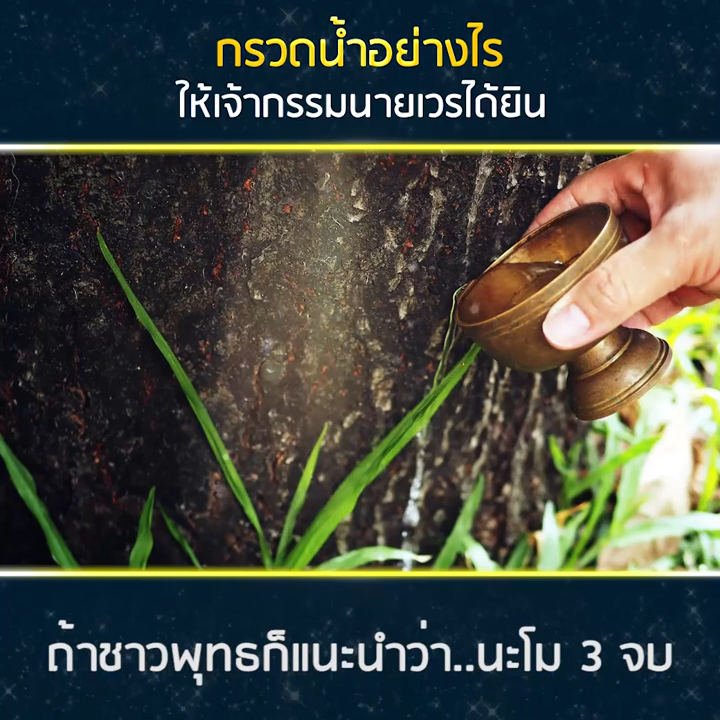 กรวดน้ำอย่างไร
ให้เจ้ากรรมนายเวรได้ยิน
ถ้าชาวพุทธก็แนะนำว่า..นะโม 3 จบ